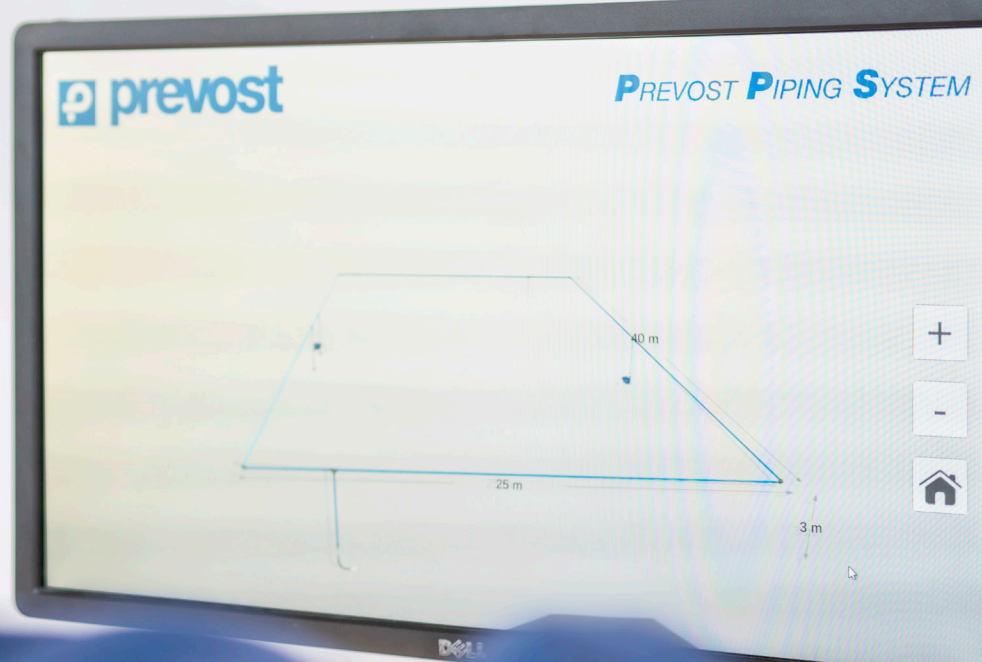 prevost
PREVOST PIPING SYSTEM
40 m
+
-
25 m
3 m
DELL